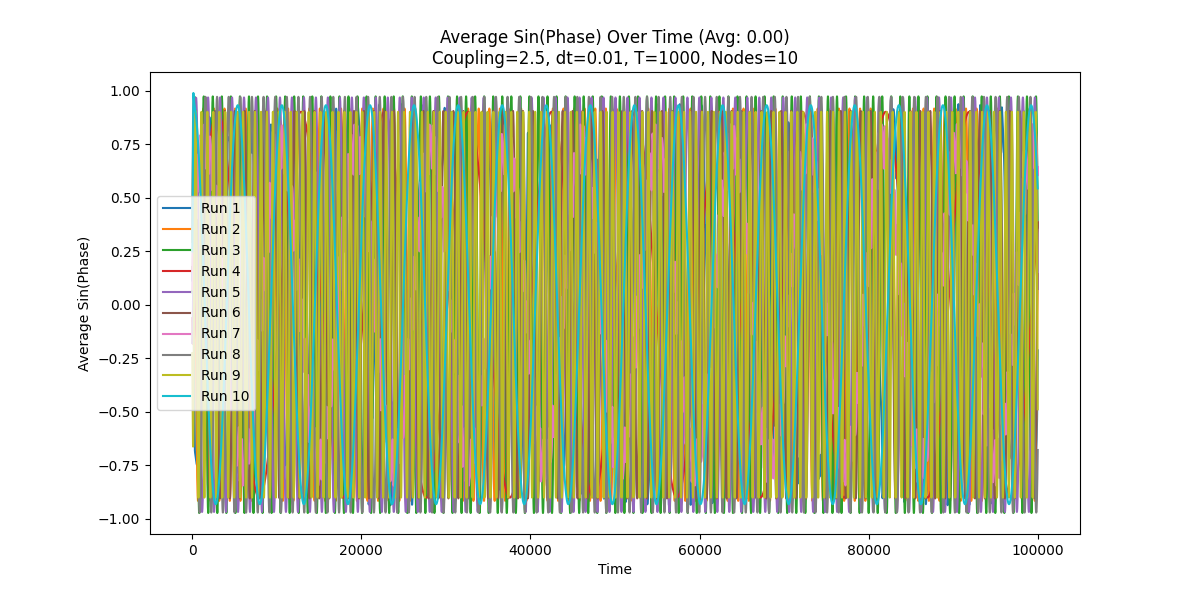 Average Sin(Phase) Over Time (Avg: 0.00)
Coupling=2.5, dt=0.01, T=1000, Nodes=10
Average Sin(Phase)
1.00
0.75
0.50
0.25
0.00
−0.25
−0.50
−0.75
−1.00
Run 1
Run 2
Run 3
Run 4
Run 5
Run 6
Run 7
Run 8
Run 9
Run 10
0 20000 40000 60000 80000 100000
Time